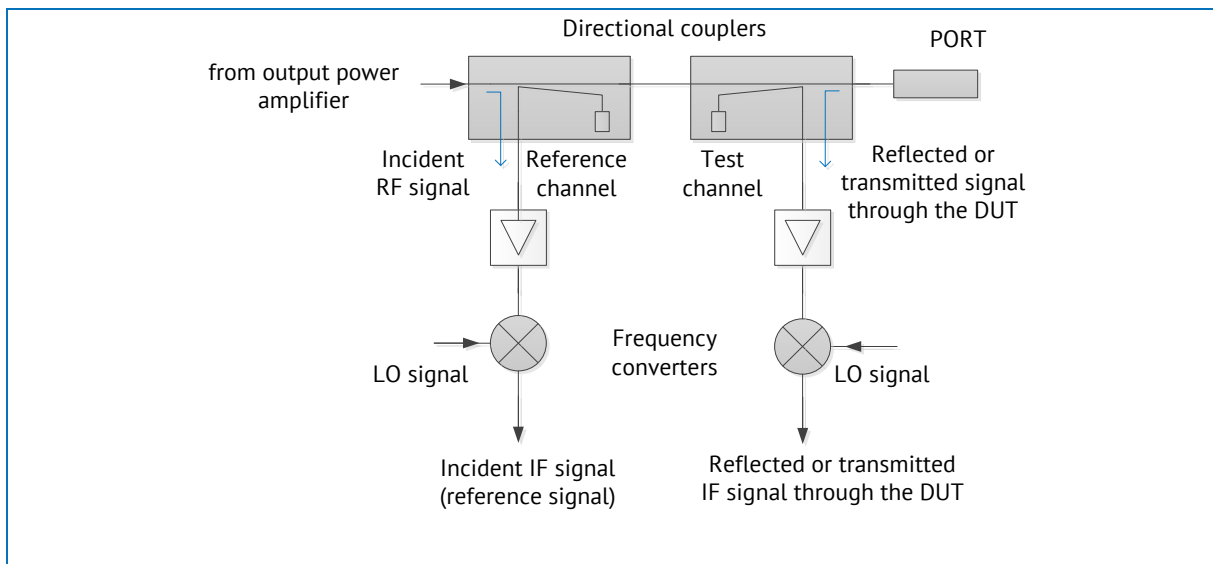 Directional couplers
PORT
from output power
amplifier
Incident
RF signal
Reference
channel
Test
channel
Reflected or
transmitted signal
through the DUT
LO signal
Frequency
converters
LO signal
Incident IF signal
(reference signal)
Reflected or transmitted
IF signal through the DUT